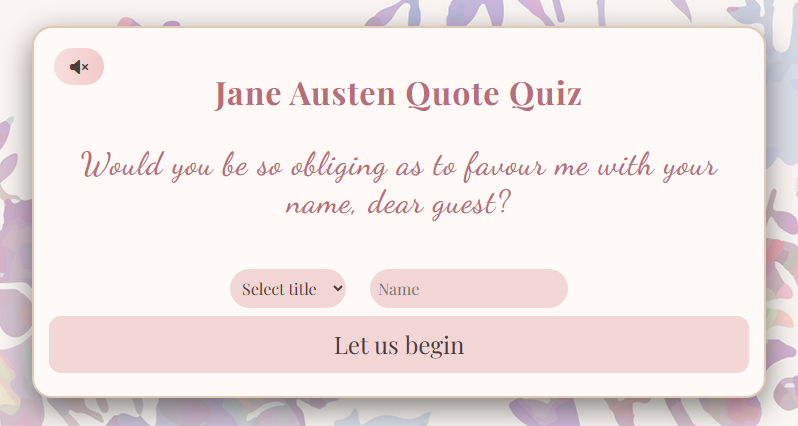 Jane Austen Quote Quiz
Would you be so obliging as to favour me with your
name, dear guest?
Select title
Name
Let us begin